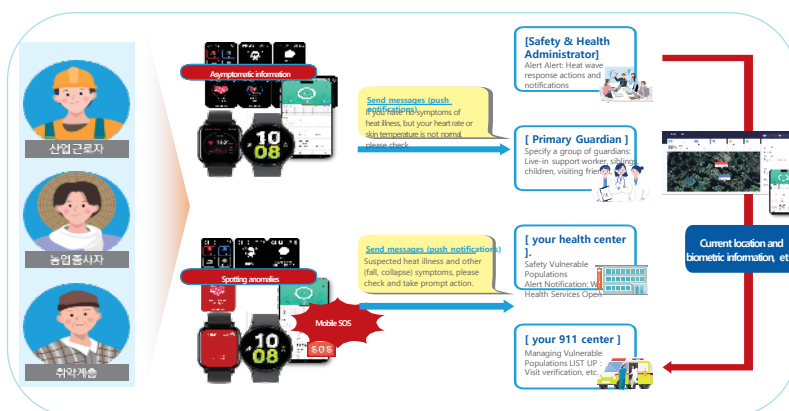 산업근로자
농업종사자
취약계층
Asymptomatic information
10
08
Send messages (push
notifications)
If you have no symptoms of
heat illness, but your heart rate or
skin temperature is not normal,
please check.
Spotting anomalies
10
08
Mobile SOS
SOS
Send messages (push notifications)
Suspected heat illness and other
(fall, collapse) symptoms, please
check and take prompt action.
[Safety & Health
Administrator]
Alert Alert: Heat wave
response actions and
notifications
[ Primary Guardian ]
Specify a group of guardians:
Live-in support worker, siblings,
children, visiting
[ your health center
].
Safety Vulnerable
Populations
Alert Notification:
Health Services Open
[ your 911 center ]
Managing Vulnerable
Populations LIST UP :
Visit verification, etc.
Current location and
biometric information,